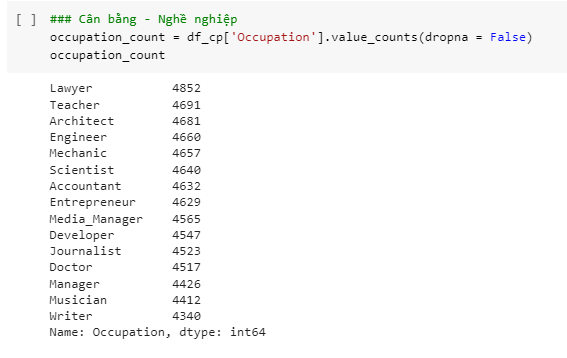 [ ] ### Cân bằng - Nghề nghiệp
occupation_count = df_cp['Occupation'].value_counts(dropna = False)
occupation_count
Lawyer 4852
Teacher 4691
Architect 4681
Engineer 4660
Mechanic 4657
Scientist 4640
Accountant 4632
Entrepreneur 4629
Media_Manager 4565
Developer 4547
Journalist 4523
Doctor 4517
Manager 4426
Musician 4412
Writer 4340
Name: Occupation, dtype: int64